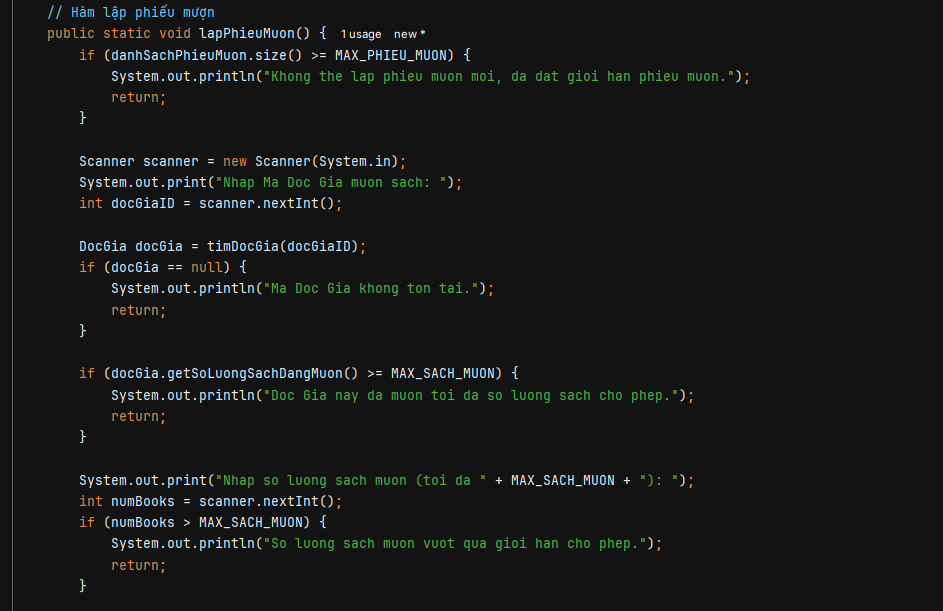 // Hàm lập phiếu mượn
public static void lapPhieuMuon() {  1 usage  new *
    if (danhSachPhieuMuon.size() >= MAX_PHIEU_MUON) {
        System.out.println("Khong the lap phieu muon moi, da dat gioi han phieu muon.");
        return;
    }

    Scanner scanner = new Scanner(System.in);
    System.out.print("Nhap Ma Doc Gia muon sach: ");
    int docGiaID = scanner.nextInt();

    DocGia docGia = timDocGia(docGiaID);
    if (docGia == null) {
        System.out.println("Ma Doc Gia khong ton tai.");
        return;
    }

    if (docGia.getSoLuongSachDangMuon() >= MAX_SACH_MUON) {
        System.out.println("Doc Gia nay da muon toi da so luong sach cho phep.");
        return;
    }

    System.out.print("Nhap so luong sach muon (toi da " + MAX_SACH_MUON + "): ");
    int numBooks = scanner.nextInt();
    if (numBooks > MAX_SACH_MUON) {
        System.out.println("So luong sach muon vuot qua gioi han cho phep.");
        return;
    }